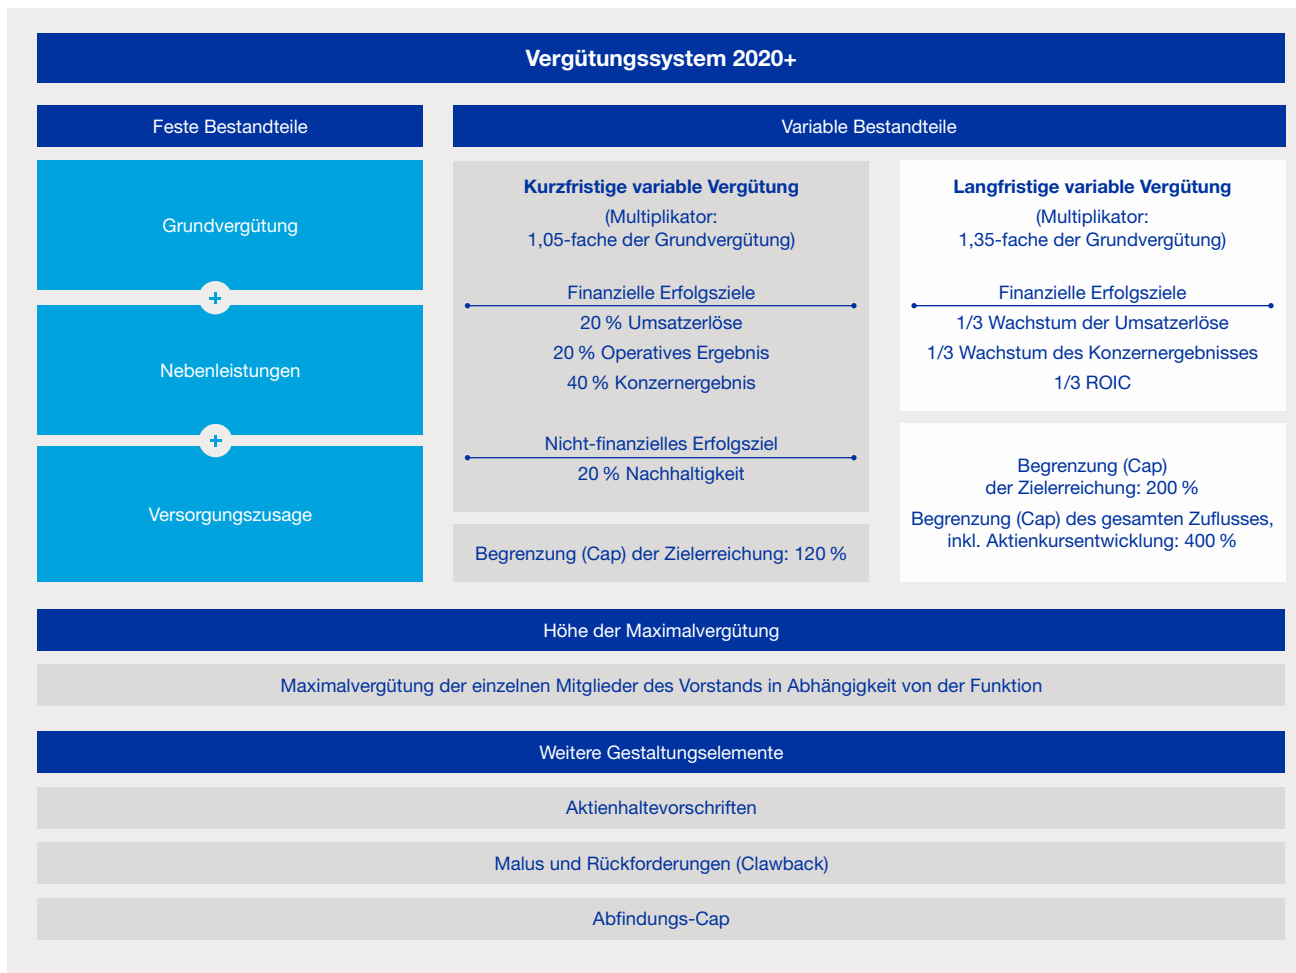 Vergütungssystem 2020+
Feste Bestandteile
Grundvergütung
+
Nebenleistungen
+
Versorgungszusage
Variable Bestandteile
Kurzfristige variable Vergütung
(Multiplikator:
1,05-fache der Grundvergütung)
Finanzielle Erfolgsziele
20 % Umsatzerlöse
20 % Operatives Ergebnis
40 % Konzernergebnis
Nicht-finanzielles Erfolgsziel
20 % Nachhaltigkeit
Begrenzung (Cap) der Zielerreichung: 120 %
Langfristige variable Vergütung
(Multiplikator:
1,35-fache der Grundvergütung)
Finanzielle Erfolgsziele
1/3 Wachstum der Umsatzerlöse
1/3 Wachstum des Konzernergebnisses
1/3 ROIC
Begrenzung (Cap)
der Zielerreichung: 200 %
Begrenzung (Cap) des gesamten Zuflusses,
inkl. Aktienkursentwicklung: 400 %
Höhe der Maximalvergütung
Maximalvergütung der einzelnen Mitglieder des Vorstands in Abhängigkeit von der Funktion
Weitere Gestaltungselemente
Aktienhaltevorschriften
Malus und Rückforderungen (Clawback)
Abfindungs-Cap